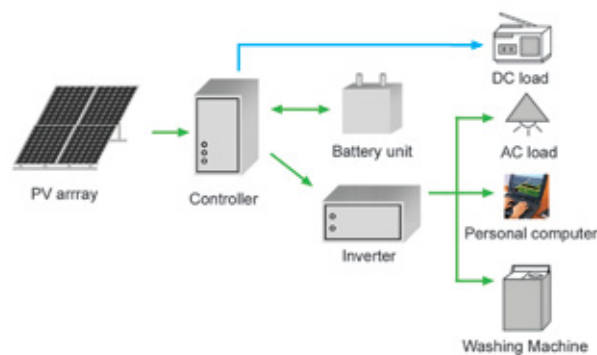 DC load
Battery unit
AC load
PV arrray
Controller
Personal computer
Inverter
Washing Machine